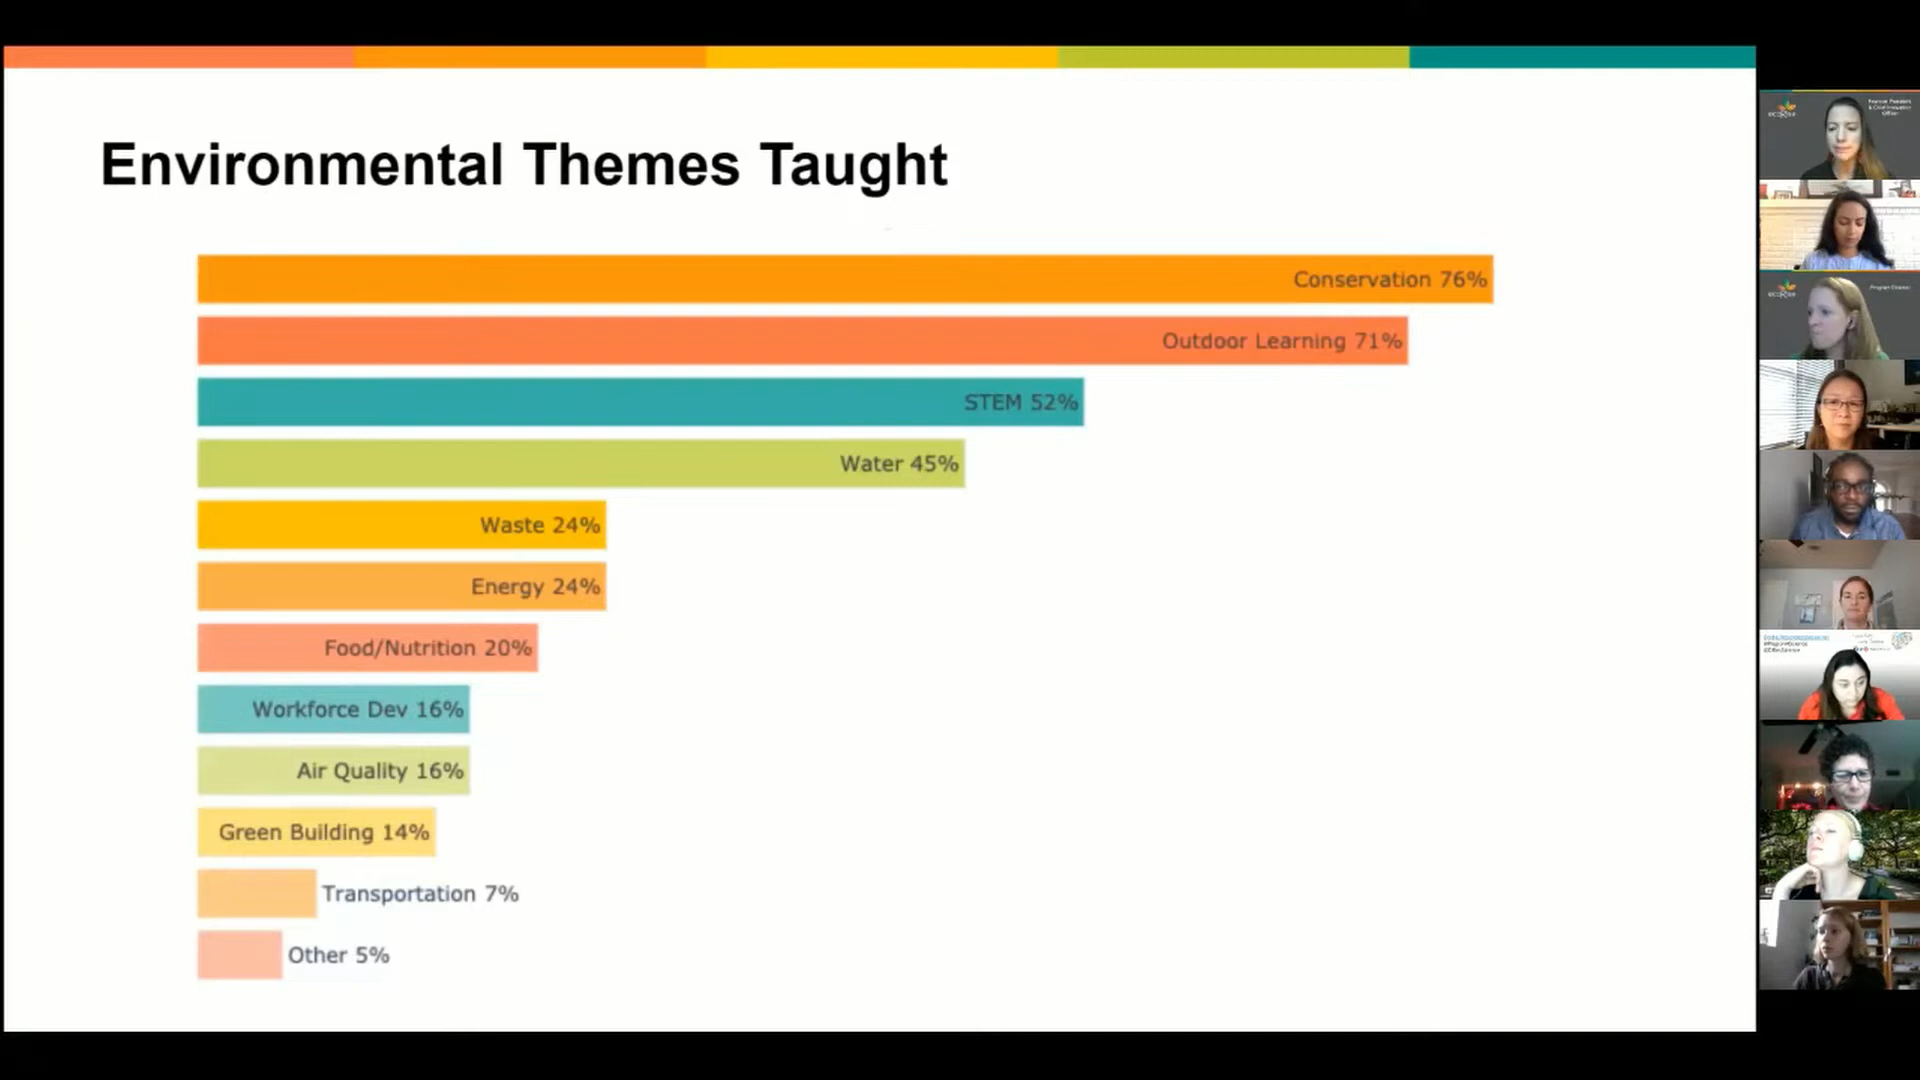 Environmental Themes Taught
Conservation 76%
Outdoor Learning 71%
STEM 52%
Water 45%
Waste 24%
Energy 24%
Food/Nutrition 20%
Workforce Dev 16%
Air Quality 16%
Green Building 14%
Transportation 7%
Other 5%